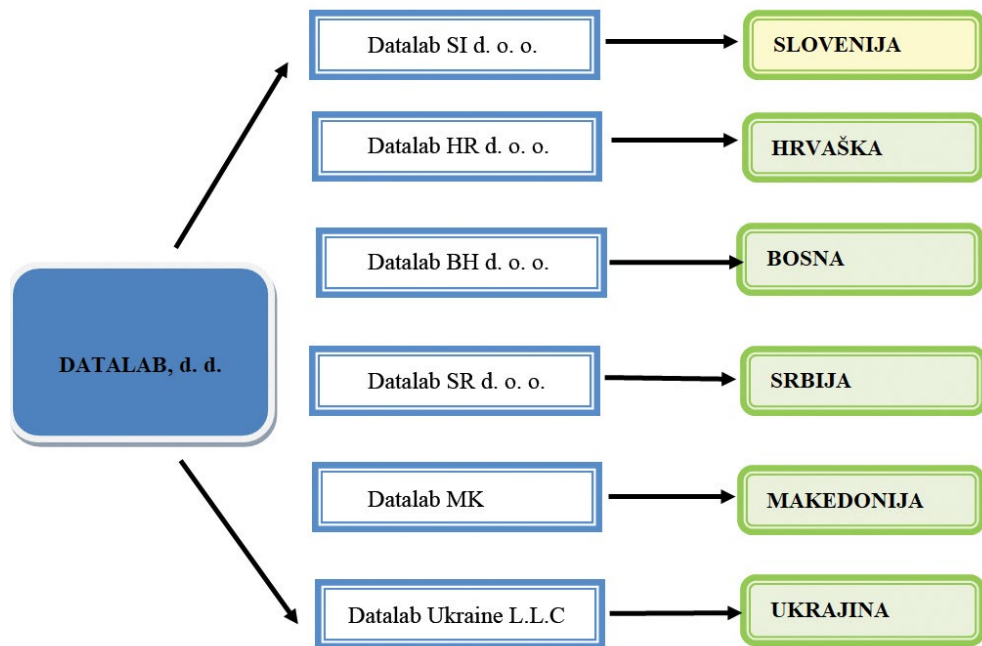 Datalab SI d. o. o.
SLOVENIJA
Datalab HR d. o. o.
HRVAŠKA
Datalab BH d. o. o.
BOSNA
DATALAB, d. d.
Datalab SR d. o. o.
SRBIJA
Datalab MK
MAKEDONIJA
Datalab Ukraine L.L.C
UKRAJINA